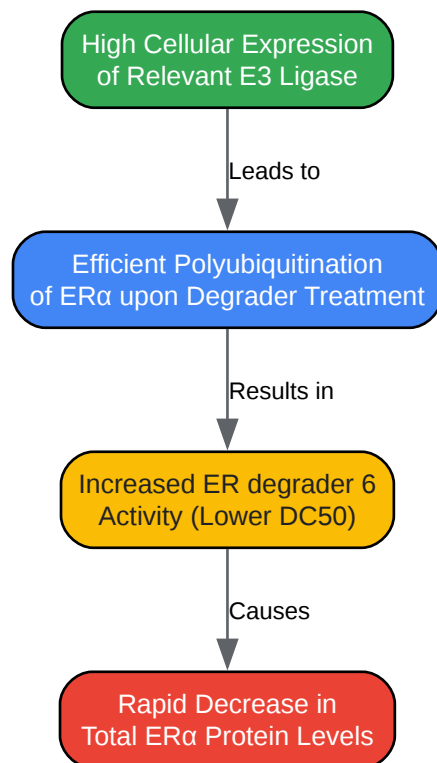 High Cellular Expression
of Relevant E3 Ligase
Leads to
Efficient Polyubiquitination
of ERα upon Degrader Treatment
Results in
Increased ER degrader 6
Activity (Lower DC50)
Causes
Rapid Decrease in
Total ERα Protein Levels